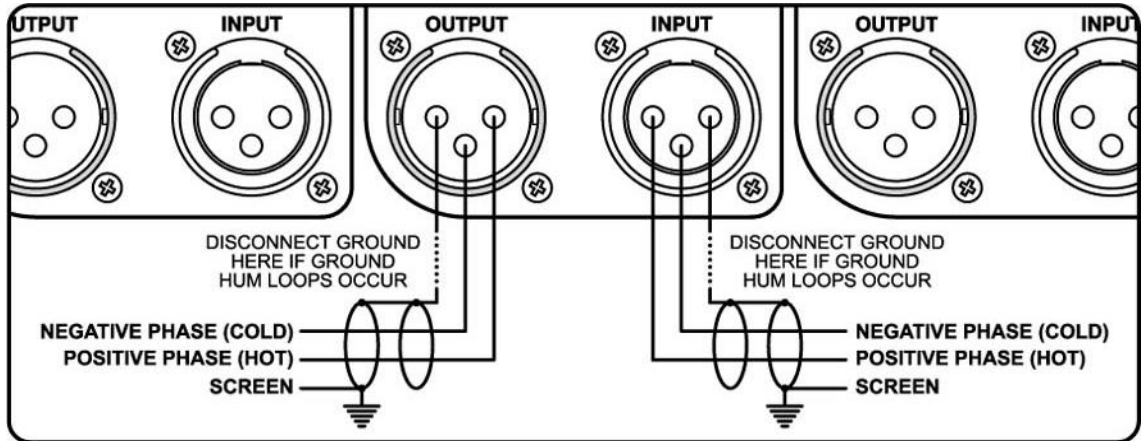 UTPUT
INPUT
OUTPUT
INPUT
OUTPUT
INPU
DISCONNECT GROUND
HERE IF GROUND
HUM LOOPS OCCUR
DISCONNECT GROUND
HERE IF GROUND
HUM LOOPS OCCUR
NEGATIVE PHASE (COLD)
POSITIVE PHASE (HOT)
SCREEN
NEGATIVE PHASE (COLD)
POSITIVE PHASE (HOT)
SCREEN